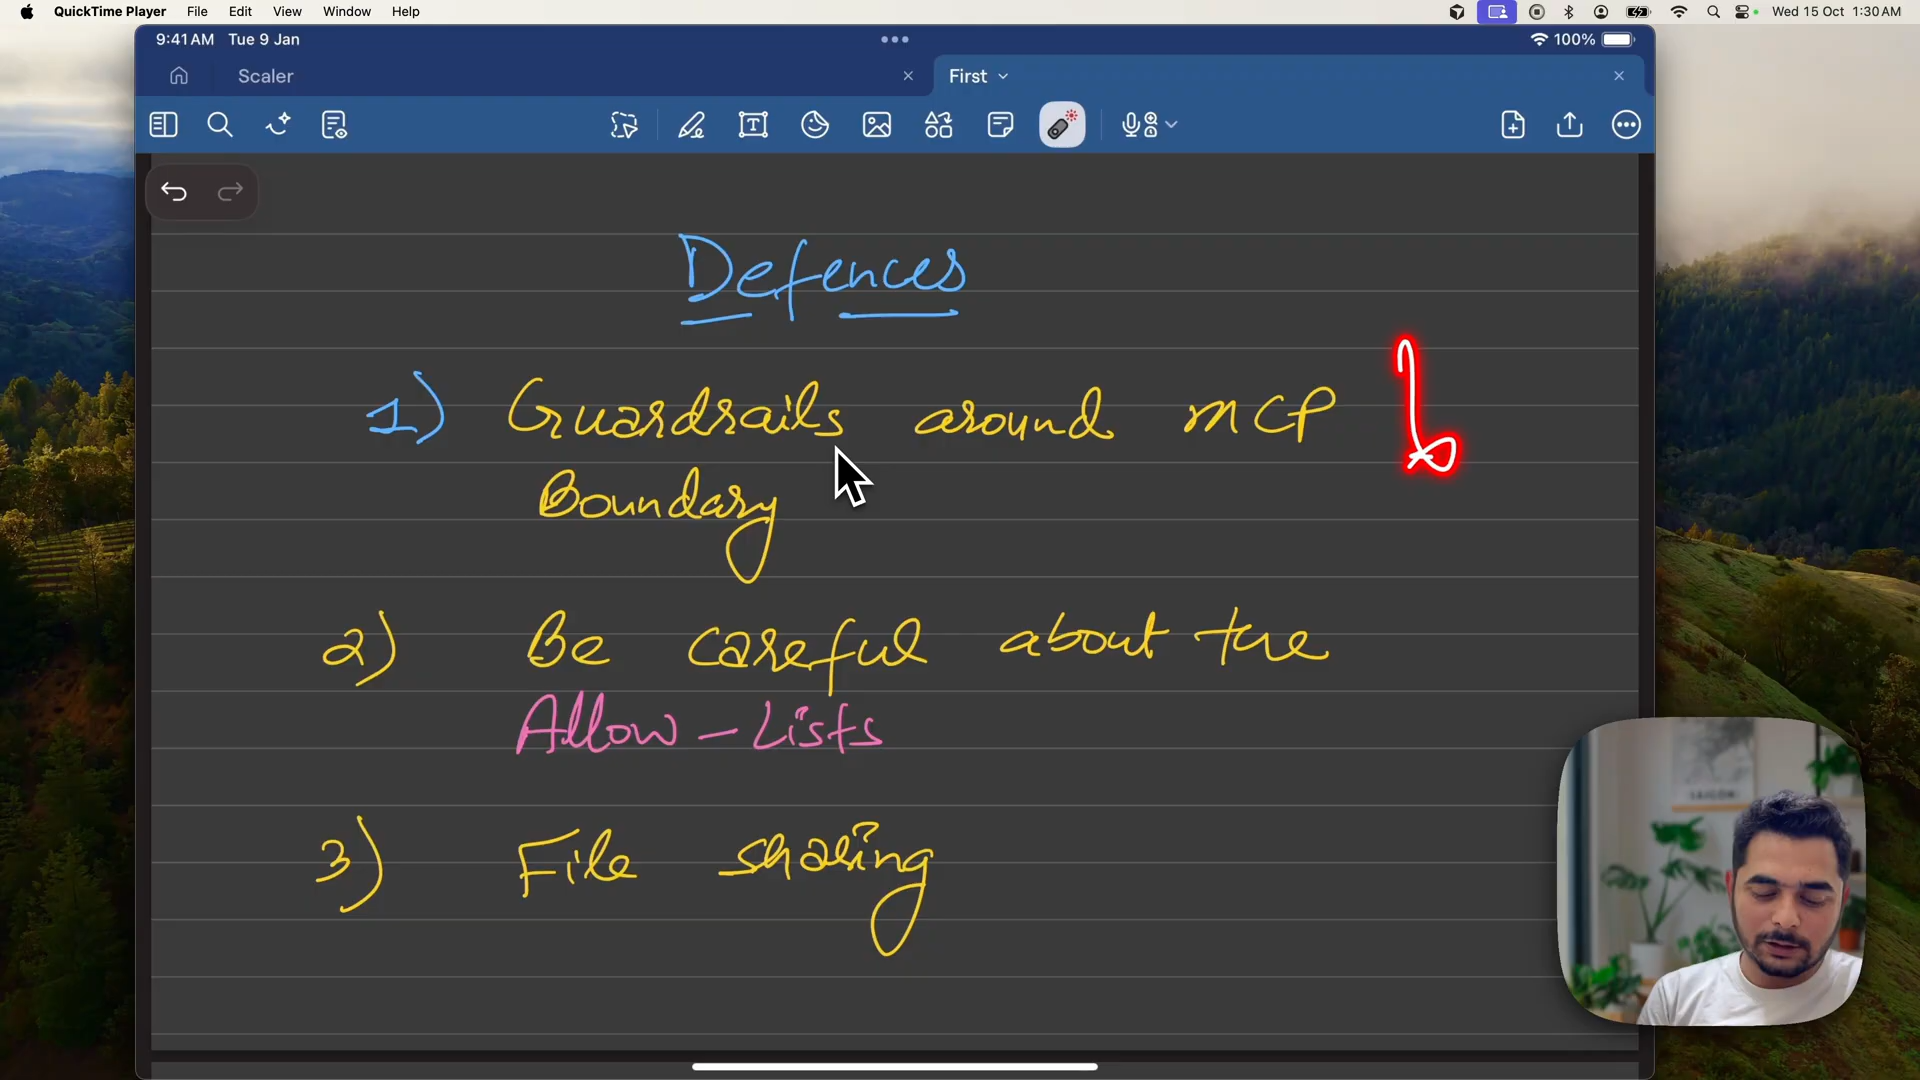 QuickTime Player File Edit View Window Help Wed 15 Oct 1:30 AM
9:41 AM Tue 9 Jan 100%
Scaler First
Defences
1) Guardrails around MCP
Boundary
2) Be careful about the
Allow-Lists
3) File sharing